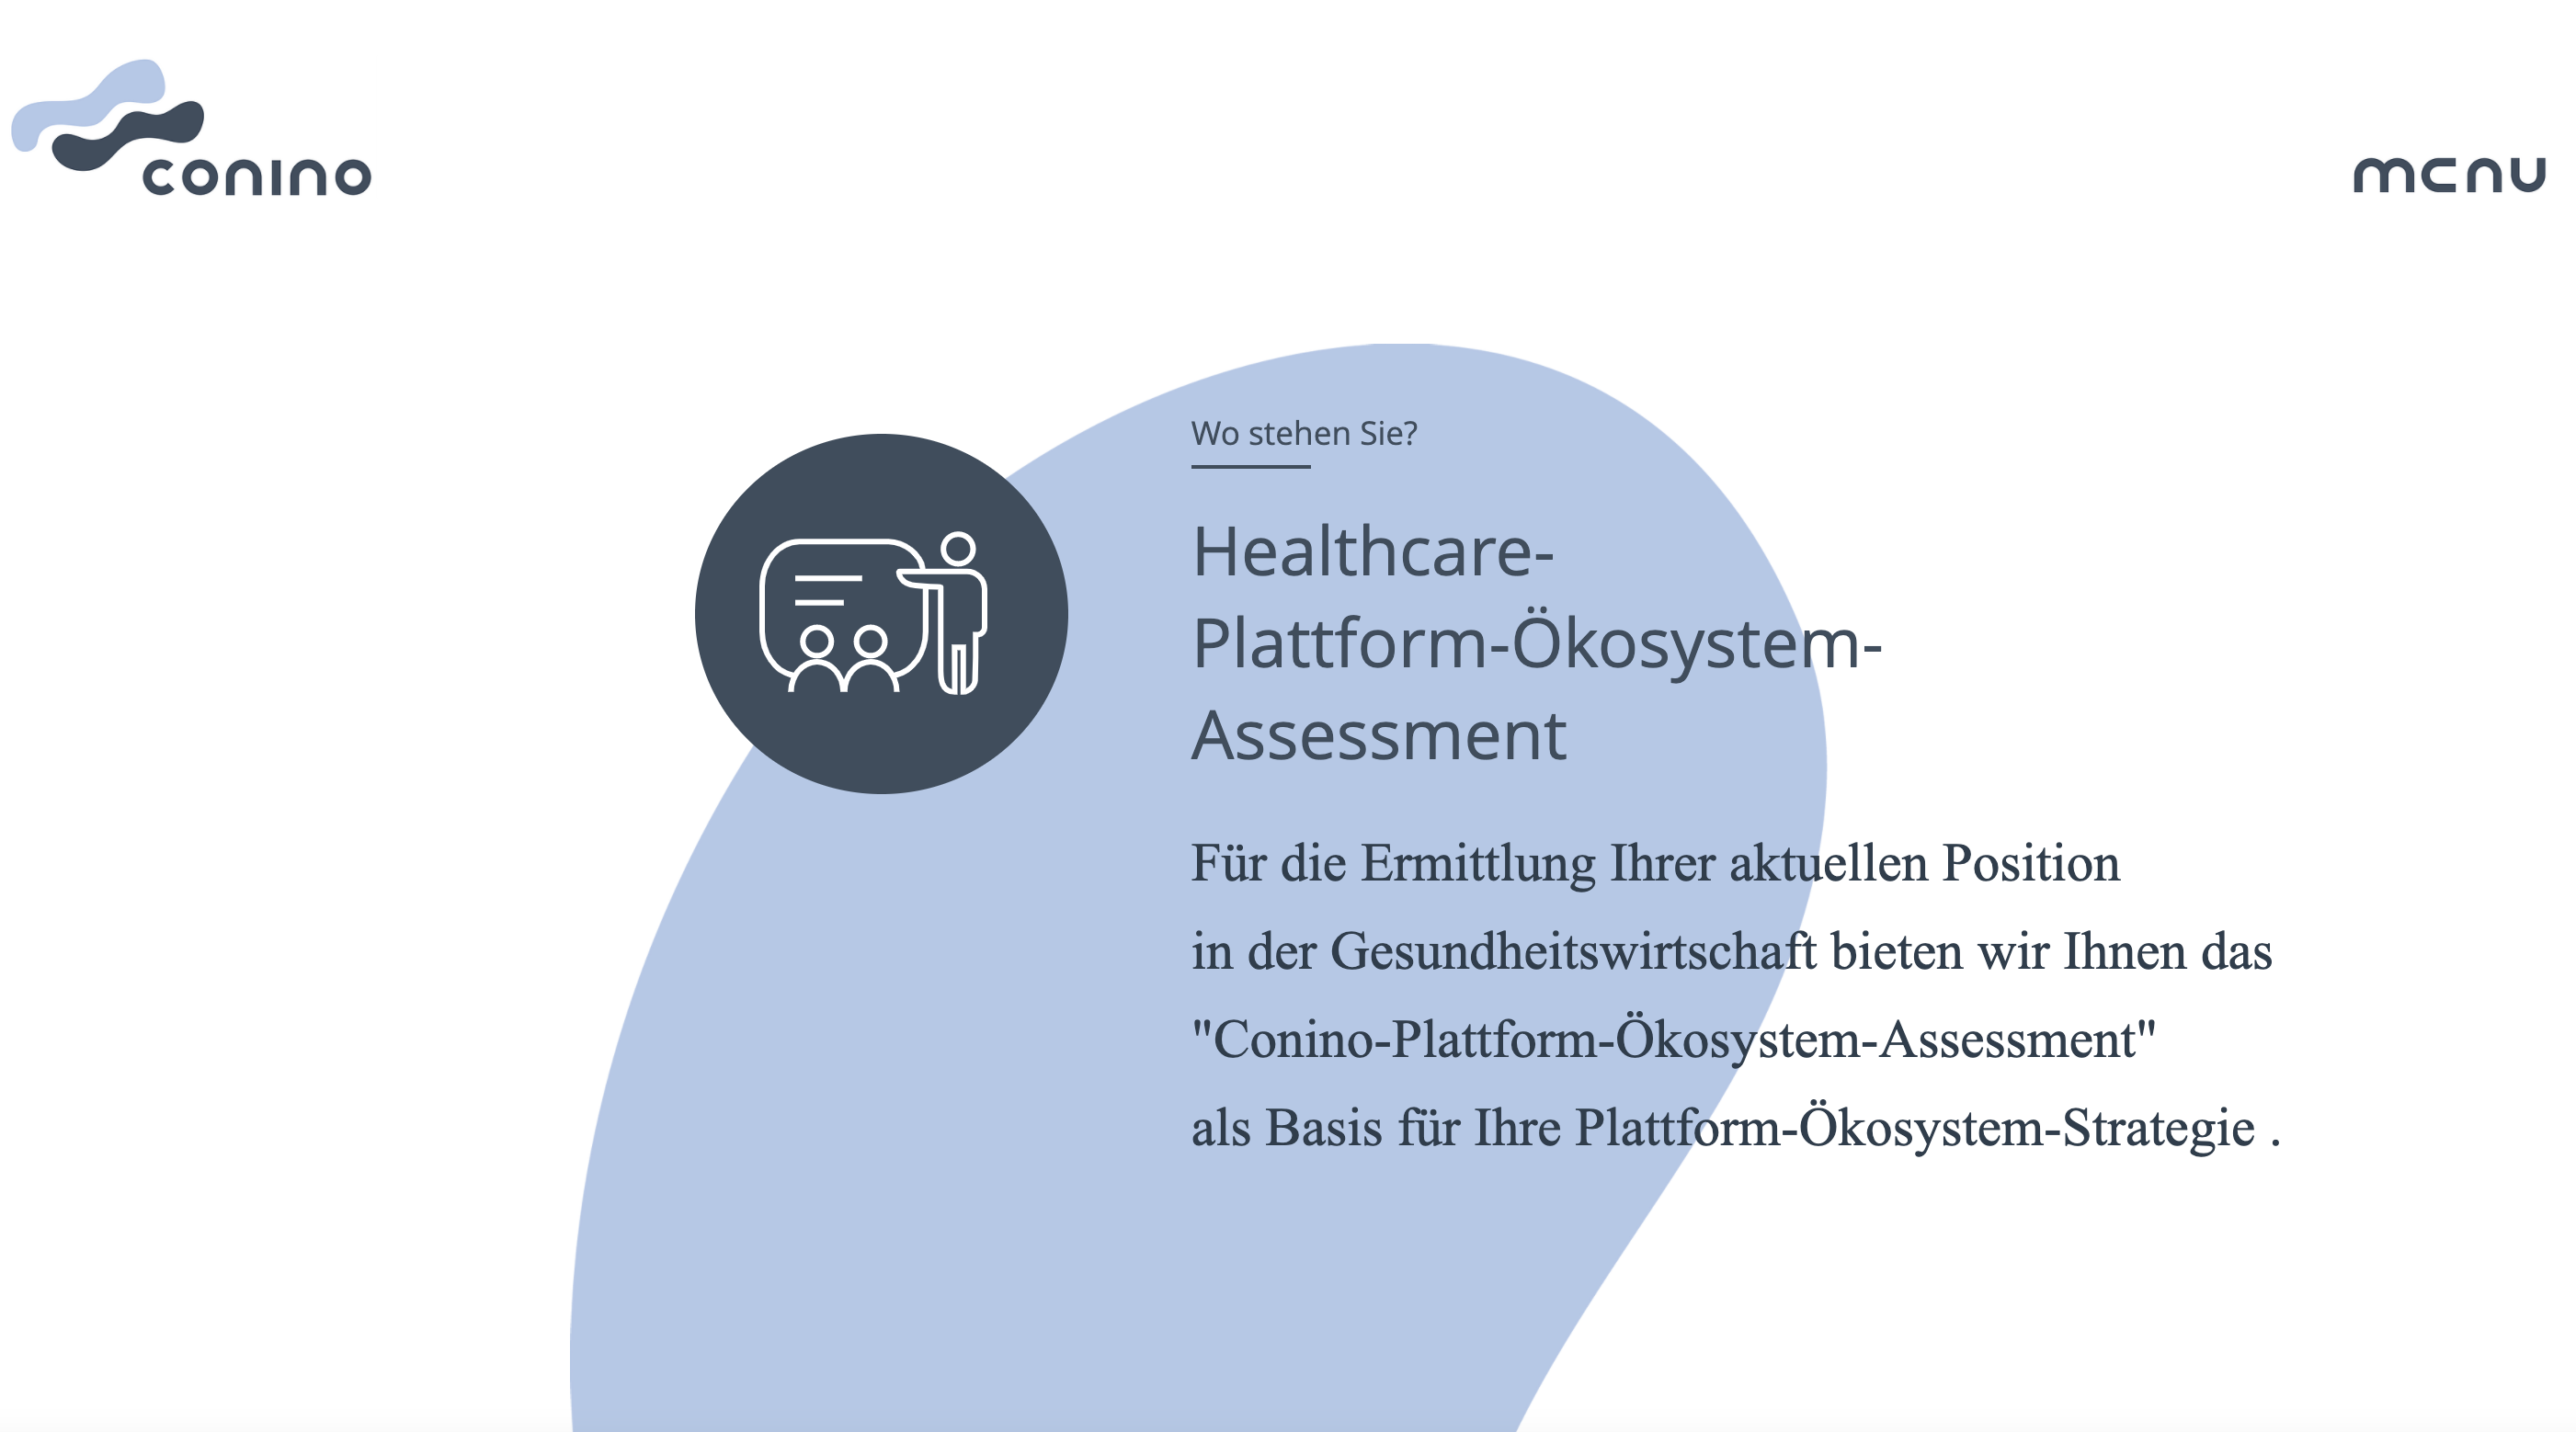 conino
menu
Wo stehen Sie?
Healthcare-
Plattform-Ökosystem-
Assessment
Für die Ermittlung Ihrer aktuellen Position
in der Gesundheitswirtschaft bieten wir Ihnen das
"Conino-Plattform-Ökosystem-Assessment"
als Basis für Ihre Plattform-Ökosystem-Strategie .